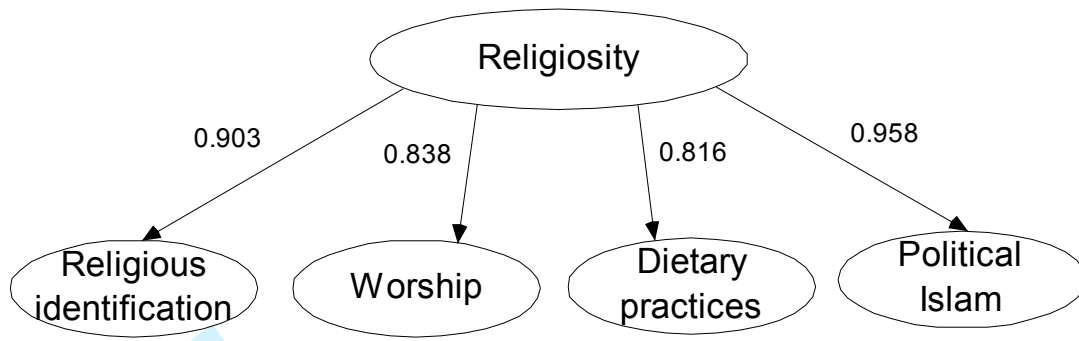 Religiosity
0.903
0.838
0.816
0.958
Religious
identification
Worship
Dietary
practices
Political
Islam